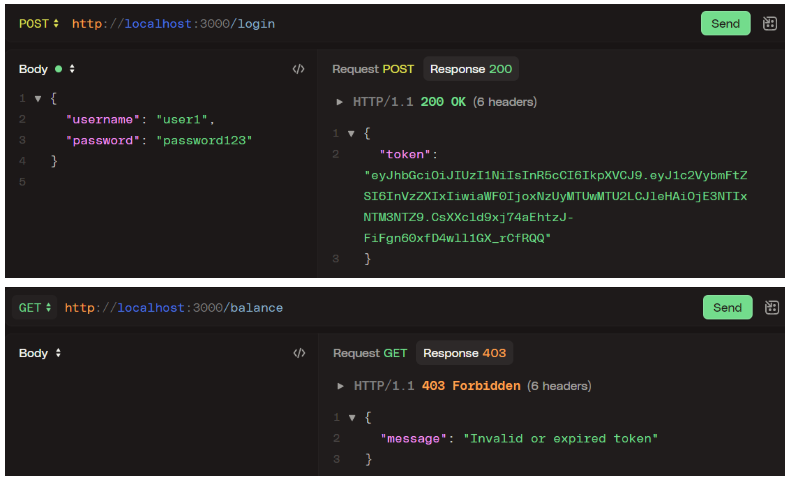 POST http://localhost:3000/login Send
Body
Request POST Response 200
HTTP/1.1 200 OK (6 headers)
1 {
2 "username": "user1",
3 "password": "password123"
4 }
5
1 {
2 "token":
"eyJhbGciOiJIUzI1NiIsInR5cCI6IkpXVCJ9.eyJ1c2VybmFtZ
SI6InVzZXIxIiwiaWF0IjoxNzUyMTUwMTU2LCJleHAiOjE3NTIx
NTM3NTZ9.CsXXcld9xj74aEhtzJ-
FiFgn60xfD4wll1GX_rCfRQQ"
3 }
GET http://localhost:3000/balance Send
Body
Request GET Response 403
HTTP/1.1 403 Forbidden (6 headers)
1 {
2 "message": "Invalid or expired token"
3 }